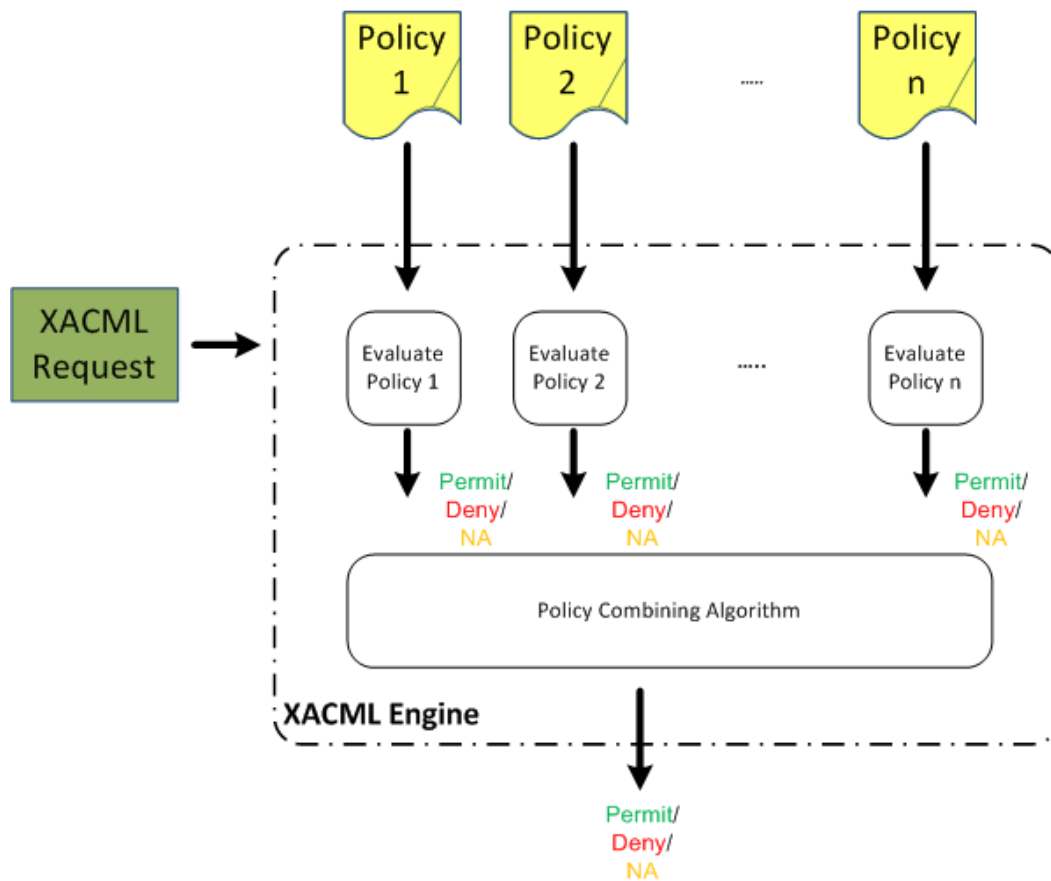 Policy
1
Policy
2
.....
Policy
n
XACML
Request
Evaluate
Policy 1
Evaluate
Policy 2
.....
Evaluate
Policy n
Permit/
Deny/
NA
Permit/
Deny/
NA
Permit/
Deny/
NA
Policy Combining Algorithm
XACML Engine
Permit/
Deny/
NA